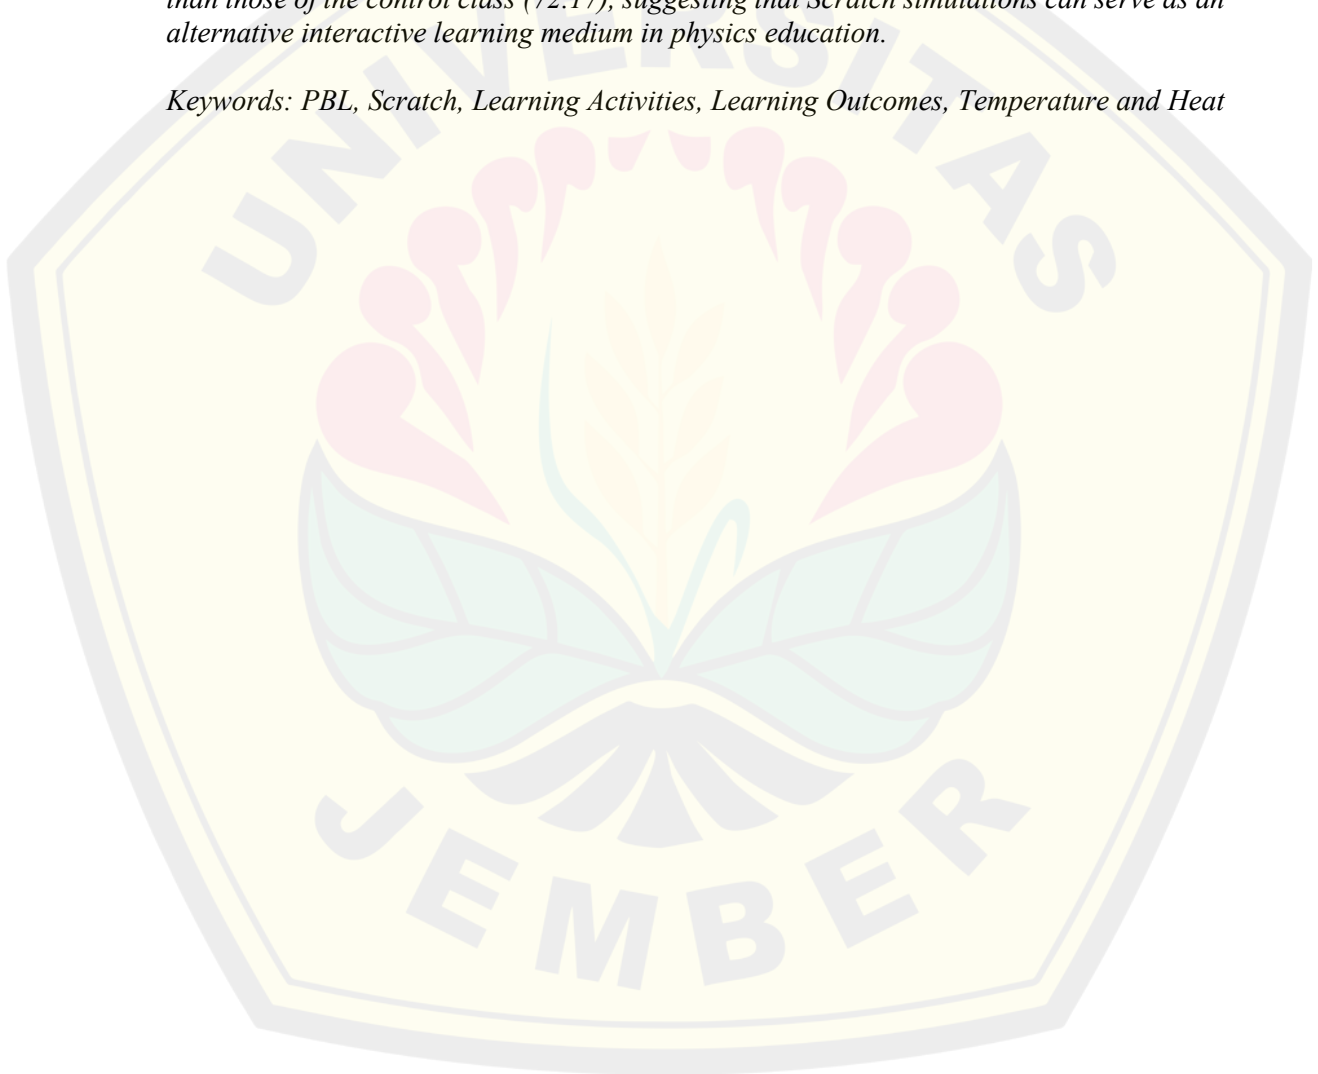 than those of the control class (72.17), suggesting that Scratch simulations can serve as an
alternative interactive learning medium in physics education.
Keywords: PBL, Scratch, Learning Activities, Learning Outcomes, Temperature and Heat
UNIVERSITAS
JEMBER